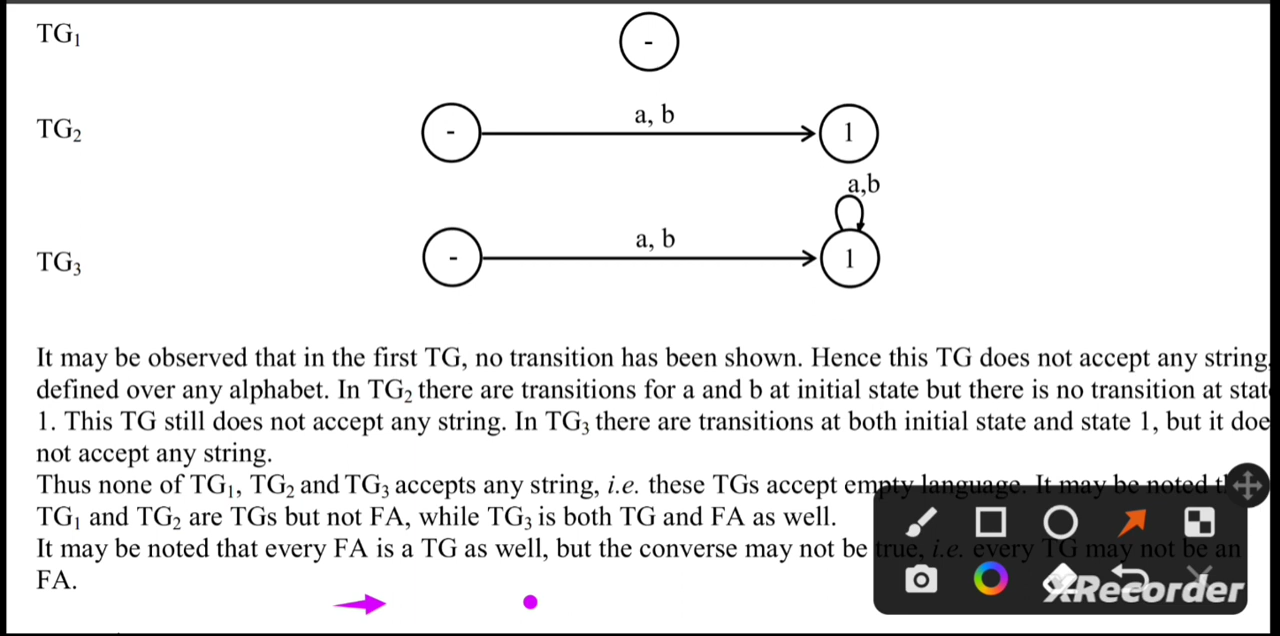 TG₁
-
TG₂
-
a, b
1
a,b
TG₃
-
a, b
1
It may be observed that in the first TG, no transition has been shown. Hence this TG does not accept any string,
defined over any alphabet. In TG₂ there are transitions for a and b at initial state but there is no transition at stat
1. This TG still does not accept any string. In TG₃ there are transitions at both initial state and state 1, but it doe
not accept any string.
Thus none of TG₁, TG₂ and TG₃ accepts any string, i.e. these TGs accept empty language. It may be noted t
TG₁ and TG₂ are TGs but not FA, while TG₃ is both TG and FA as well.
It may be noted that every FA is a TG as well, but the converse may not be true, i.e. every TG may not be an
FA.
XRecorder